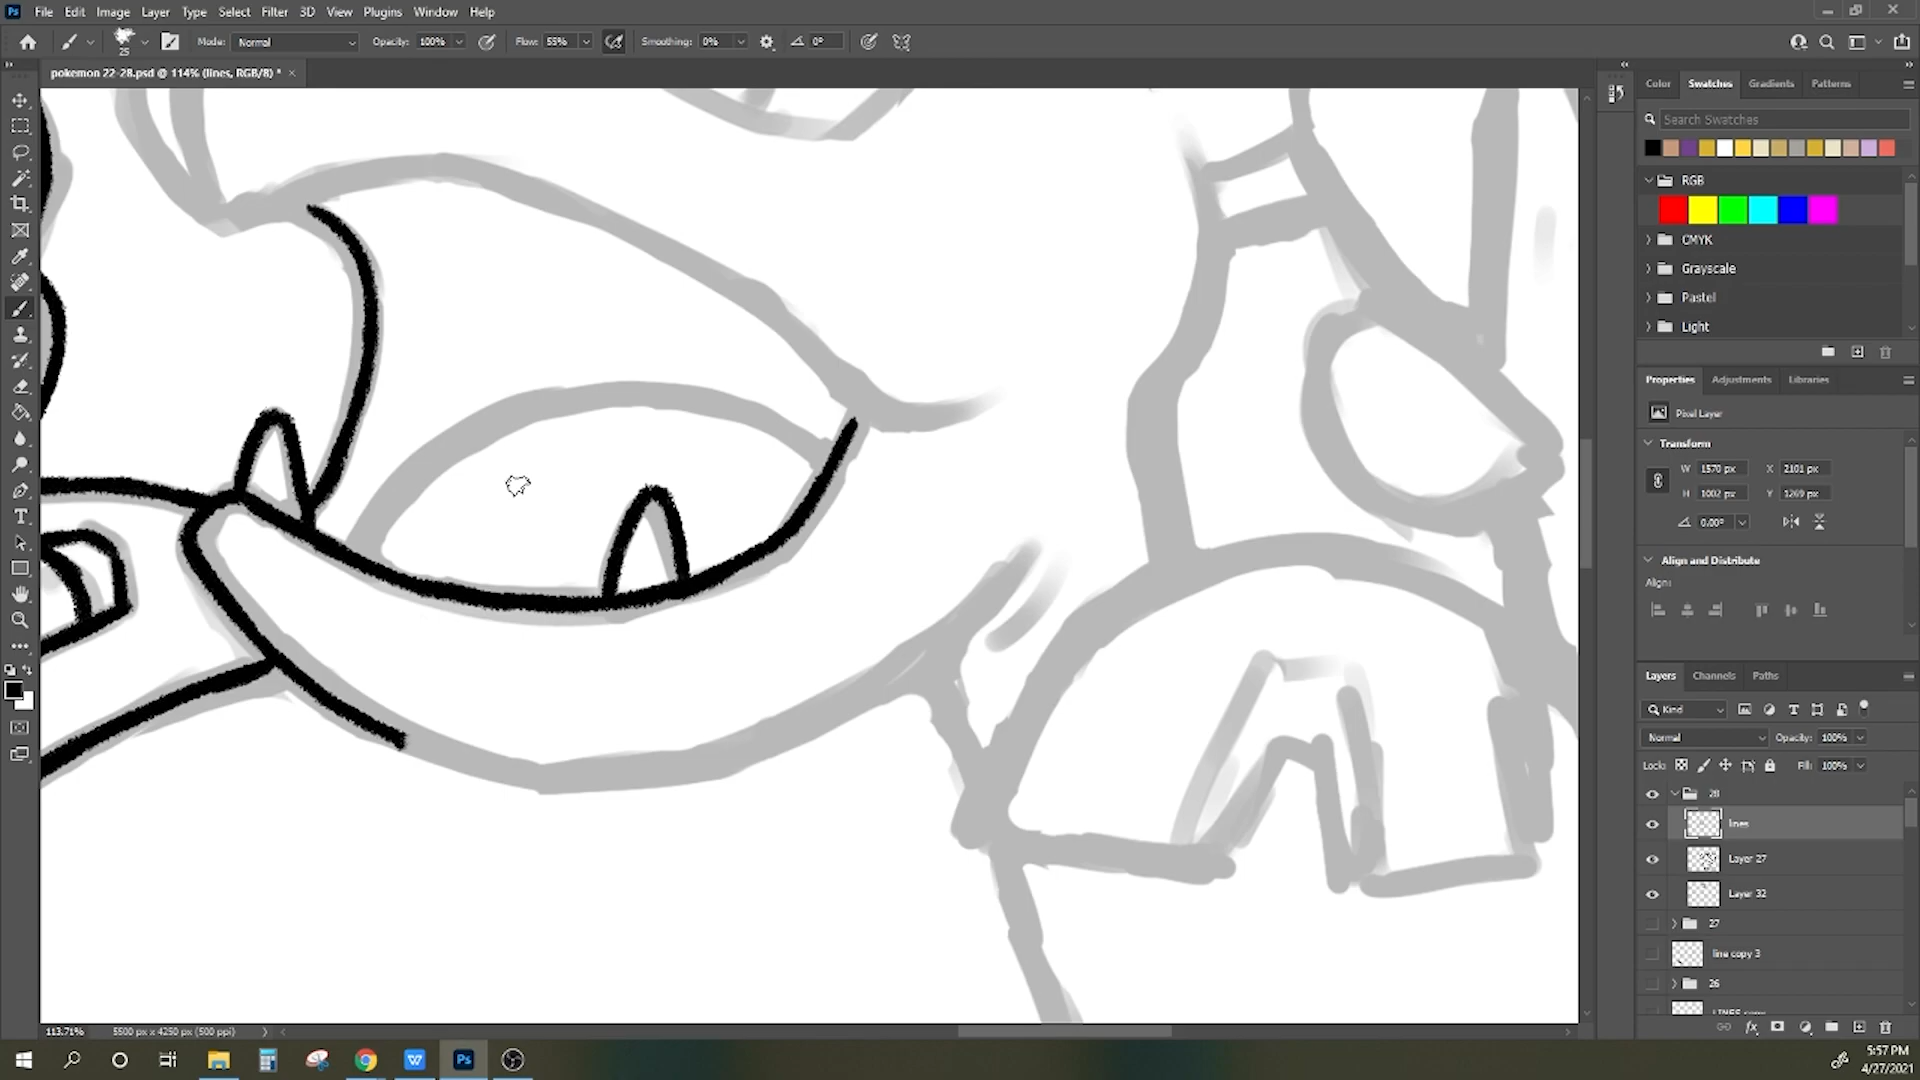 Ps File Edit Image Layer Type Select Filter 3D View Plugins Window Help
25 Mode: Normal Opacity: 100% Flow: 55% Smoothing: 0% 0°
pokemon 22-28.psd @ 114% (lines, RGB/8) * ×
Color Swatches Gradients Patterns
Search Swatches
RGB
CMYK
Grayscale
Pastel
Light
Properties Adjustments Libraries
Pixel Layer
Transform
W 1570 px X 2101 px
H 1002 px Y 1269 px
0.00°
Align and Distribute
Align:
Layers Channels Paths
Kind
Normal Opacity: 100%
Lock: Fill: 100%
28
lines
Layer 27
Layer 32
27
line copy 3
26
LINES copy
113.71% 5500 px x 4250 px (500 ppi)
Ps
5:57 PM
4/27/2021